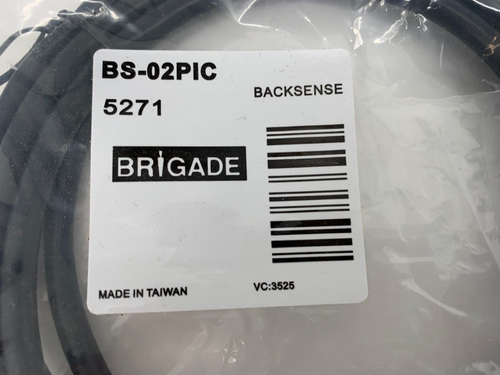 BS-02PIC
5271
BACKSENSE
BRIGADE
MADE IN TAIWAN
VC:3525